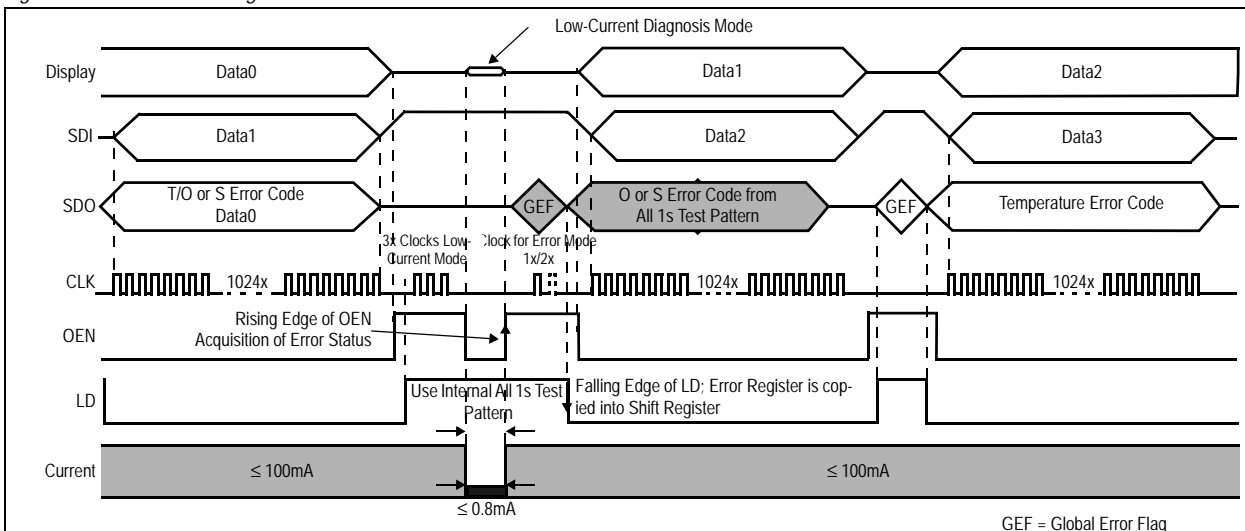 Low-Current Diagnosis Mode
Display
Data0
Data1
Data2
SDI
Data1
Data2
Data3
SDO
T/O or S Error Code
Data0
GEF
O or S Error Code from
All 1s Test Pattern
GEF
Temperature Error Code
3x Clocks Low-
Current Mode
Clock for Error Mode
1x/2x
CLK
1024x
1024x
1024x
OEN
Rising Edge of OEN
Acquisition of Error Status
LD
Use Internal All 1s Test
Pattern
Falling Edge of LD; Error Register is cop-
ied into Shift Register
Current
≤ 100mA
≤ 100mA
≤ 0.8mA
GEF = Global Error Flag